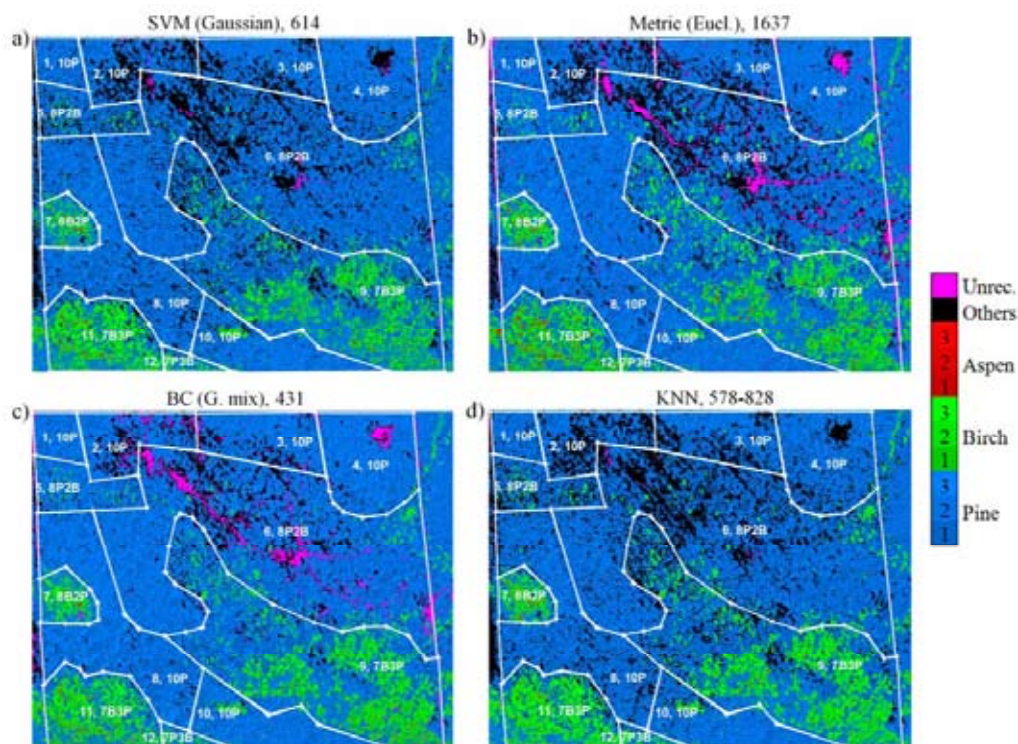 SVM (Gaussian), 614
a)
1, 10P
2, 10P
3, 10P
4, 10P
5, 8P2B
6, 8P2B
7, 8B2P
8, 10P
9, 7B3P
10, 10P
11, 7B3P
12, 7P3B
Metric (Eucl.), 1637
b)
1, 10P
2, 10P
3, 10P
4, 10P
5, 8P2B
6, 8P2B
7, 8B2P
8, 10P
9, 7B3P
10, 10P
11, 7B3P
12, 7P3B
Unrec.
Others
3
2 Aspen
1
3
2 Birch
1
3
2 Pine
1
BC (G. mix), 431
c)
1, 10P
2, 10P
3, 10P
4, 10P
5, 8P2B
6, 8P2B
7, 8B2P
8, 10P
9, 7B3P
10, 10P
11, 7B3P
12, 7P3B
KNN, 578-828
d)
1, 10P
2, 10P
3, 10P
4, 10P
5, 8P2B
6, 8P2B
7, 8B2P
8, 10P
9, 7B3P
10, 10P
11, 7B3P
12, 7P3B